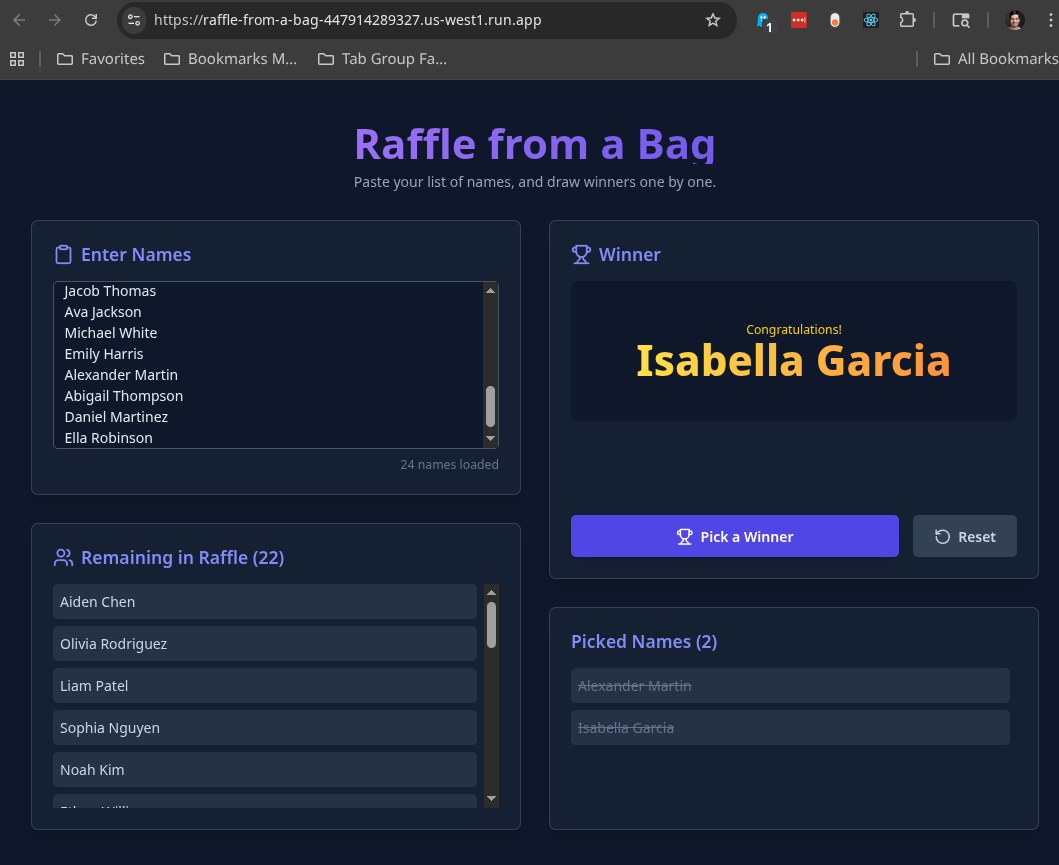 https://raffle-from-a-bag-447914289327.us-west1.run.app
1
Favorites
Bookmarks M...
Tab Group Fa...
All Bookmarks
Raffle from a Bag
Paste your list of names, and draw winners one by one.
Enter Names
Jacob Thomas
Ava Jackson
Michael White
Emily Harris
Alexander Martin
Abigail Thompson
Daniel Martinez
Ella Robinson
24 names loaded
Remaining in Raffle (22)
Aiden Chen
Olivia Rodriguez
Liam Patel
Sophia Nguyen
Noah Kim
Winner
Congratulations!
Isabella Garcia
Pick a Winner
Reset
Picked Names (2)
Alexander Martin
Isabella Garcia